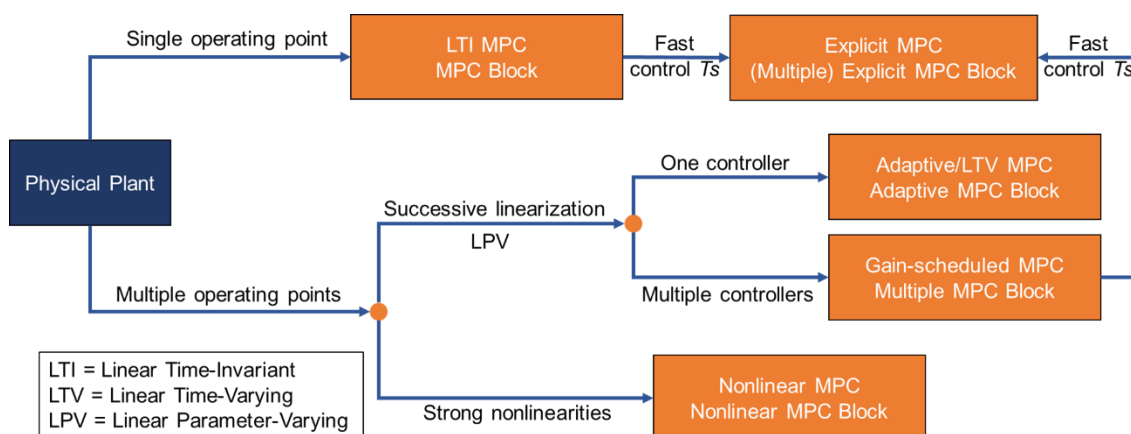 Single operating point
LTI MPC
MPC Block
Fast
control Ts
Explicit MPC
(Multiple) Explicit MPC Block
Fast
control Ts
Physical Plant
One controller
Adaptive/LTV MPC
Adaptive MPC Block
Successive linearization
LPV
Multiple controllers
Gain-scheduled MPC
Multiple MPC Block
Multiple operating points
LTI = Linear Time-Invariant
LTV = Linear Time-Varying
LPV = Linear Parameter-Varying
Strong nonlinearities
Nonlinear MPC
Nonlinear MPC Block